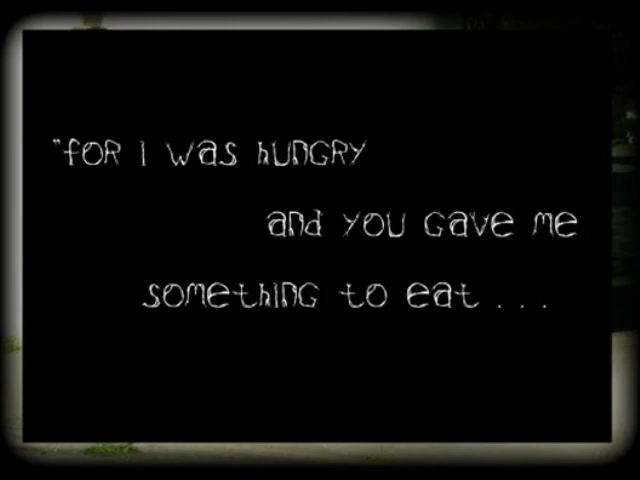 "for I was hungry
and you gave me
something to eat . . .